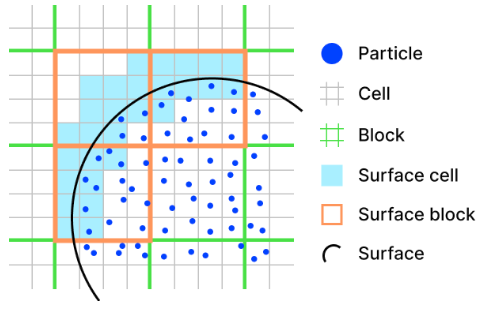 Particle
Cell
Block
Surface cell
Surface block
Surface